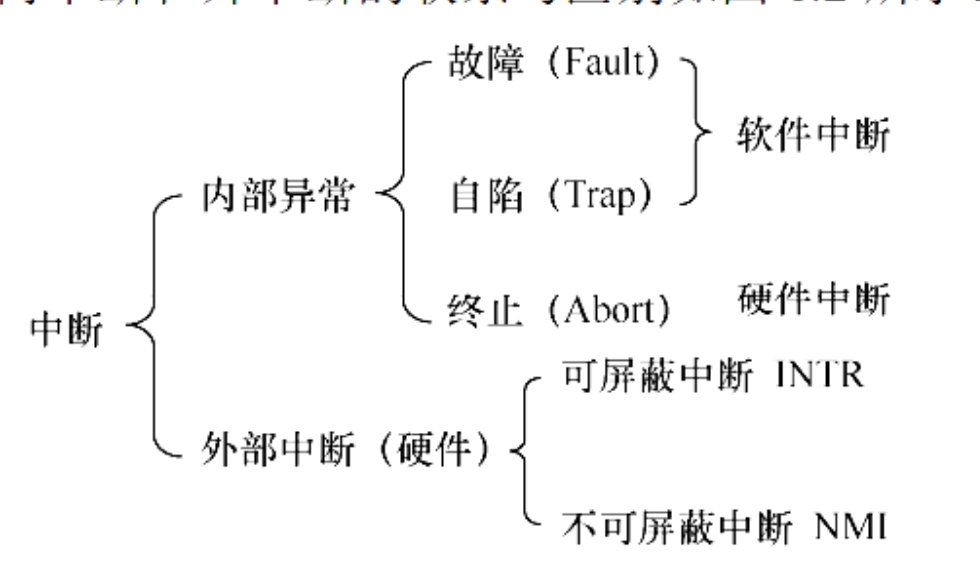 故障（Fault）
软件中断
自陷（Trap）
内部异常
终止（Abort）
硬件中断
中断
可屏蔽中断 INTR
外部中断（硬件）
不可屏蔽中断 NMI